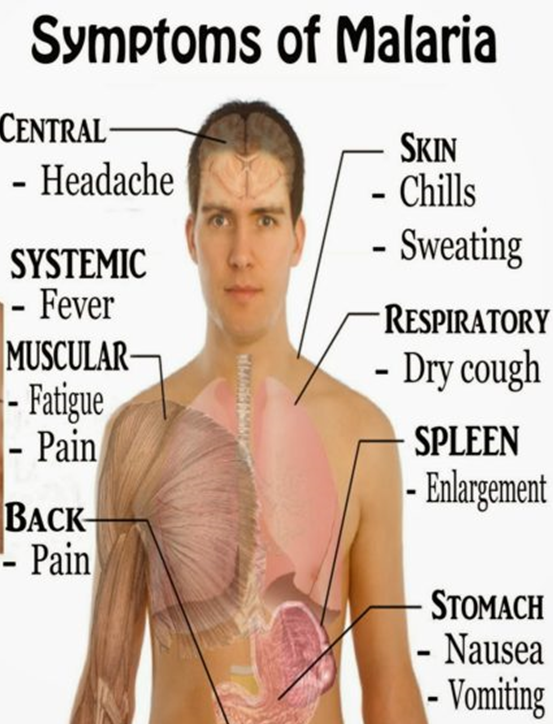 Symptoms of Malaria
CENTRAL
- Headache
SYSTEMIC
- Fever
MUSCULAR
- Fatigue
- Pain
BACK
- Pain
SKIN
- Chills
- Sweating
RESPIRATORY
- Dry cough
SPLEEN
- Enlargement
STOMACH
- Nausea
- Vomiting